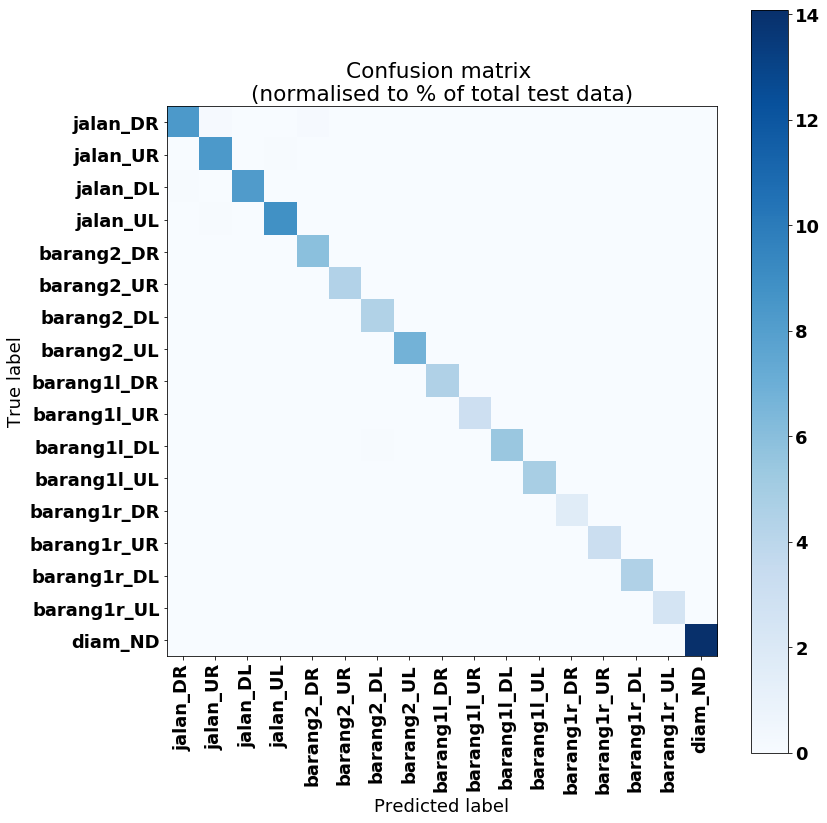 Confusion matrix
(normalised to % of total test data)
True label
jalan_DR
jalan_UR
jalan_DL
jalan_UL
barang2_DR
barang2_UR
barang2_DL
barang2_UL
barang1l_DR
barang1l_UR
barang1l_DL
barang1l_UL
barang1r_DR
barang1r_UR
barang1r_DL
barang1r_UL
diam_ND
jalan_DR
jalan_UR
jalan_DL
jalan_UL
barang2_DR
barang2_UR
barang2_DL
barang2_UL
barang1l_DR
barang1l_UR
barang1l_DL
barang1l_UL
barang1r_DR
barang1r_UR
barang1r_DL
barang1r_UL
diam_ND
Predicted label
14
12
10
8
6
4
2
0